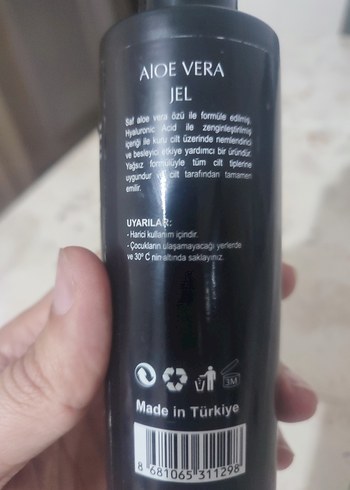 AlOE VERA
JEL
Saf aloe vera özü ile formüle edilmiş.
Hyaluronic Acid ile zenginleştirilmiş
içeriği ile kuru cilt üzerinde nemlendirici
ve besleyici etkiye yardımcı bir üründür.
Yağsız formülüyle tüm cilt tiplerine
uygundur ve cilt tarafından tamamen
emilir.
UYARILAR:
- Harici kullanım içindir.
- Çocukların ulaşamayacağı yerlerde
ve 30º C nin altında saklayınız.
3M
Made in Türkiye
8 681065 311298